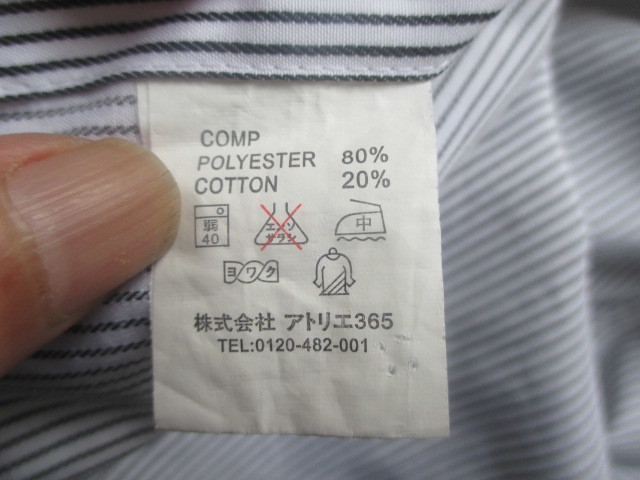 COMP
POLYESTER 80%
COTTON 20%
弱 40
エンソ サラシ
中
ヨワク
株式会社 アトリエ365
TEL:0120-482-001